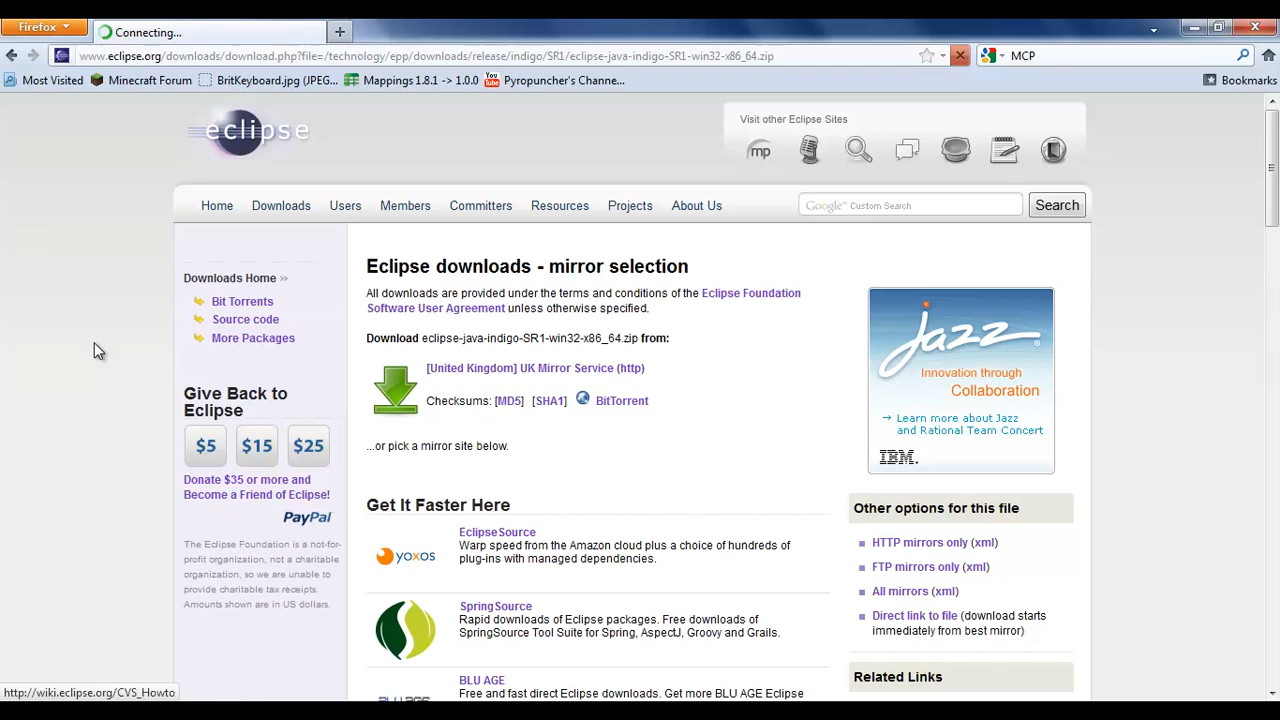 Firefox
Connecting...
www.eclipse.org/downloads/download.php?file=/technology/epp/downloads/release/indigo/SR1/eclipse-java-indigo-SR1-win32-x86_64.zip
MCP
Most Visited
Minecraft Forum
BritKeyboard.jpg (JPEG...
Mappings 1.8.1 -> 1.0.0
You Tube
Pyropuncher's Channe...
Bookmarks
eclipse
Visit other Eclipse Sites
mp
Home
Downloads
Users
Members
Committers
Resources
Projects
About Us
Google™ Custom Search
Search
Downloads Home »
Bit Torrents
Source code
More Packages
Give Back to
Eclipse
$5
$15
$25
Donate $35 or more and
Become a Friend of Eclipse!
PayPal
The Eclipse Foundation is a not-for-
profit organization, not a charitable
organization, so we are unable to
provide charitable tax receipts.
Amounts shown are in US dollars.
Eclipse downloads - mirror selection
All downloads are provided under the terms and conditions of the Eclipse Foundation
Software User Agreement unless otherwise specified.
Download eclipse-java-indigo-SR1-win32-x86_64.zip from:
[United Kingdom] UK Mirror Service (http)
Checksums: [MD5] [SHA1] BitTorrent
...or pick a mirror site below.
Get It Faster Here
yoxos
EclipseSource
Warp speed from the Amazon cloud plus a choice of hundreds of
plug-ins with managed dependencies.
SpringSource
Rapid downloads of Eclipse packages. Free downloads of
SpringSource Tool Suite for Spring, AspectJ, Groovy and Grails.
BLU AGE
BLU AGE
Free and fast direct Eclipse downloads. Get more BLU AGE Eclipse
jazz®
Innovation through
Collaboration
→ Learn more about Jazz
and Rational Team Concert
IBM.
Other options for this file
HTTP mirrors only (xml)
FTP mirrors only (xml)
All mirrors (xml)
Direct link to file (download starts
immediately from best mirror)
Related Links
http://wiki.eclipse.org/CVS_Howto